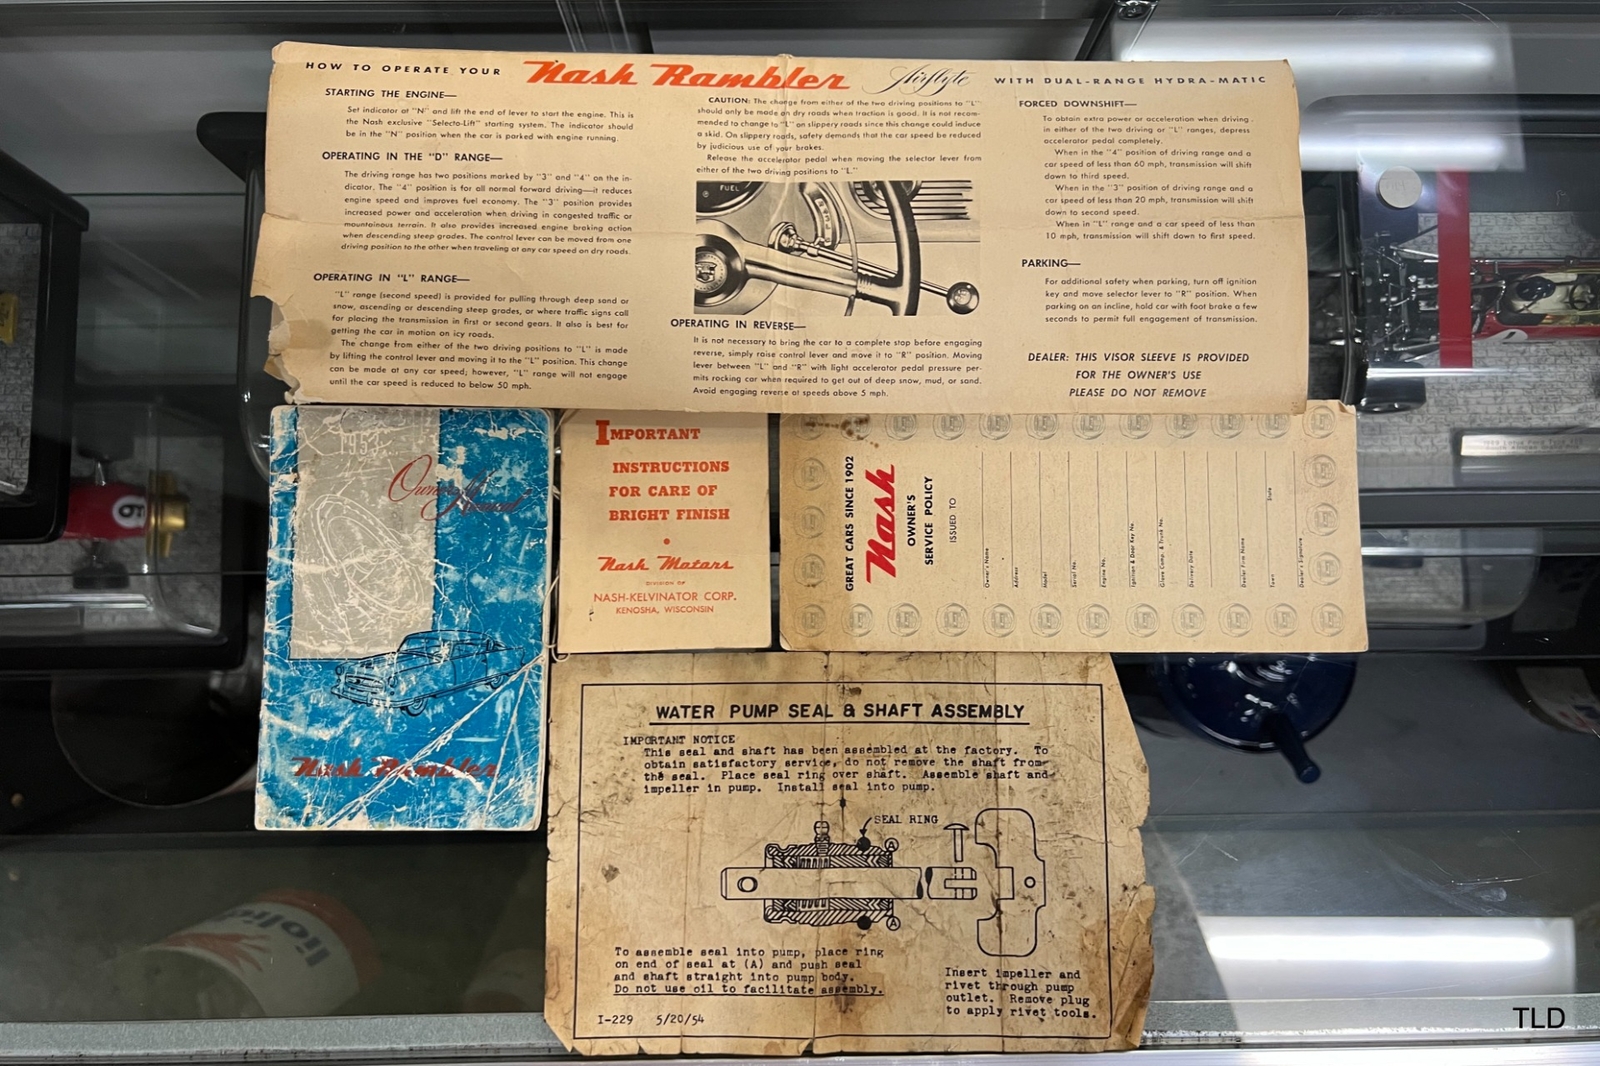 HOW TO OPERATE YOUR Nash Rambler Airflyte WITH DUAL-RANGE HYDRA-MATIC
STARTING THE ENGINE—
Set indicator at "N" and lift the end of lever to start the engine. This is
the Nash exclusive "Selecto-Lift" starting system. The indicator should
be in the "N" position when the car is parked with engine running.
OPERATING IN THE "D" RANGE—
The driving range has two positions marked by "3" and "4" on the in-
dicator. The "4" position is for all normal forward driving—it reduces
engine speed and improves fuel economy. The "3" position provides
increased power and acceleration when driving in congested traffic or
mountainous terrain. It also provides increased engine braking action
when descending steep grades. The control lever can be moved from one
driving position to the other when traveling at any car speed on dry roads.
OPERATING IN "L" RANGE—
"L" range (second speed) is provided for pulling through deep sand or
snow, ascending or descending steep grades, or where traffic signs call
for placing the transmission in first or second gears. It also is best for
getting the car in motion on icy roads.
The change from either of the two driving positions to "L" is made
by lifting the control lever and moving it to the "L" position. This change
can be made at any car speed; however, "L" range will not engage
until the car speed is reduced to below 50 mph.
CAUTION: The change from either of the two driving positions to "L"
should only be made on dry roads when traction is good. It is not recom-
mended to change to "L" on slippery roads since this change could induce
a skid. On slippery roads, safety demands that the car speed be reduced
by judicious use of your brakes.
Release the accelerator pedal when moving the selector lever from
either of the two driving positions to "L."
FUEL
OPERATING IN REVERSE—
It is not necessary to bring the car to a complete stop before engaging
reverse, simply raise control lever and move it to "R" position. Moving
lever between "L" and "R" with light accelerator pedal pressure per-
mits rocking car when required to get out of deep snow, mud, or sand.
Avoid engaging reverse at speeds above 5 mph.
FORCED DOWNSHIFT—
To obtain extra power or acceleration when driving
in either of the two driving or "L" ranges, depress
accelerator pedal completely.
When in the "4" position of driving range and a
car speed of less than 60 mph, transmission will shift
down to third speed.
When in the "3" position of driving range and a
car speed of less than 20 mph, transmission will shift
down to second speed.
When in "L" range and a car speed of less than
10 mph, transmission will shift down to first speed.
PARKING—
For additional safety when parking, turn off ignition
key and move selector lever to "R" position. When
parking on an incline, hold car with foot brake a few
seconds to permit full engagement of transmission.
DEALER: THIS VISOR SLEEVE IS PROVIDED
FOR THE OWNER'S USE
PLEASE DO NOT REMOVE
1953
Owner's Manual
Nash Rambler
IMPORTANT
INSTRUCTIONS
FOR CARE OF
BRIGHT FINISH
Nash Motors
DIVISION OF
NASH-KELVINATOR CORP.
KENOSHA, WISCONSIN
GREAT CARS SINCE 1902
Nash
OWNER'S
SERVICE POLICY
ISSUED TO
Owner's Name
Address
Model
Serial No.
Engine No.
Ignition & Door Key No.
Glove Comp. & Trunk No.
Delivery Date
Dealer Firm Name
Town State
Dealer's Signature
WATER PUMP SEAL & SHAFT ASSEMBLY
IMPORTANT NOTICE
This seal and shaft has been assembled at the factory. To
obtain satisfactory service, do not remove the shaft from
the seal. Place seal ring over shaft. Assemble shaft and
impeller in pump. Install seal into pump.
SEAL RING
A
A
To assemble seal into pump, place ring
on end of seal at (A) and push seal
and shaft straight into pump body.
Do not use oil to facilitate assembly.
Insert impeller and
rivet through pump
outlet. Remove plug
to apply rivet tools.
I-229 5/20/54
TLD